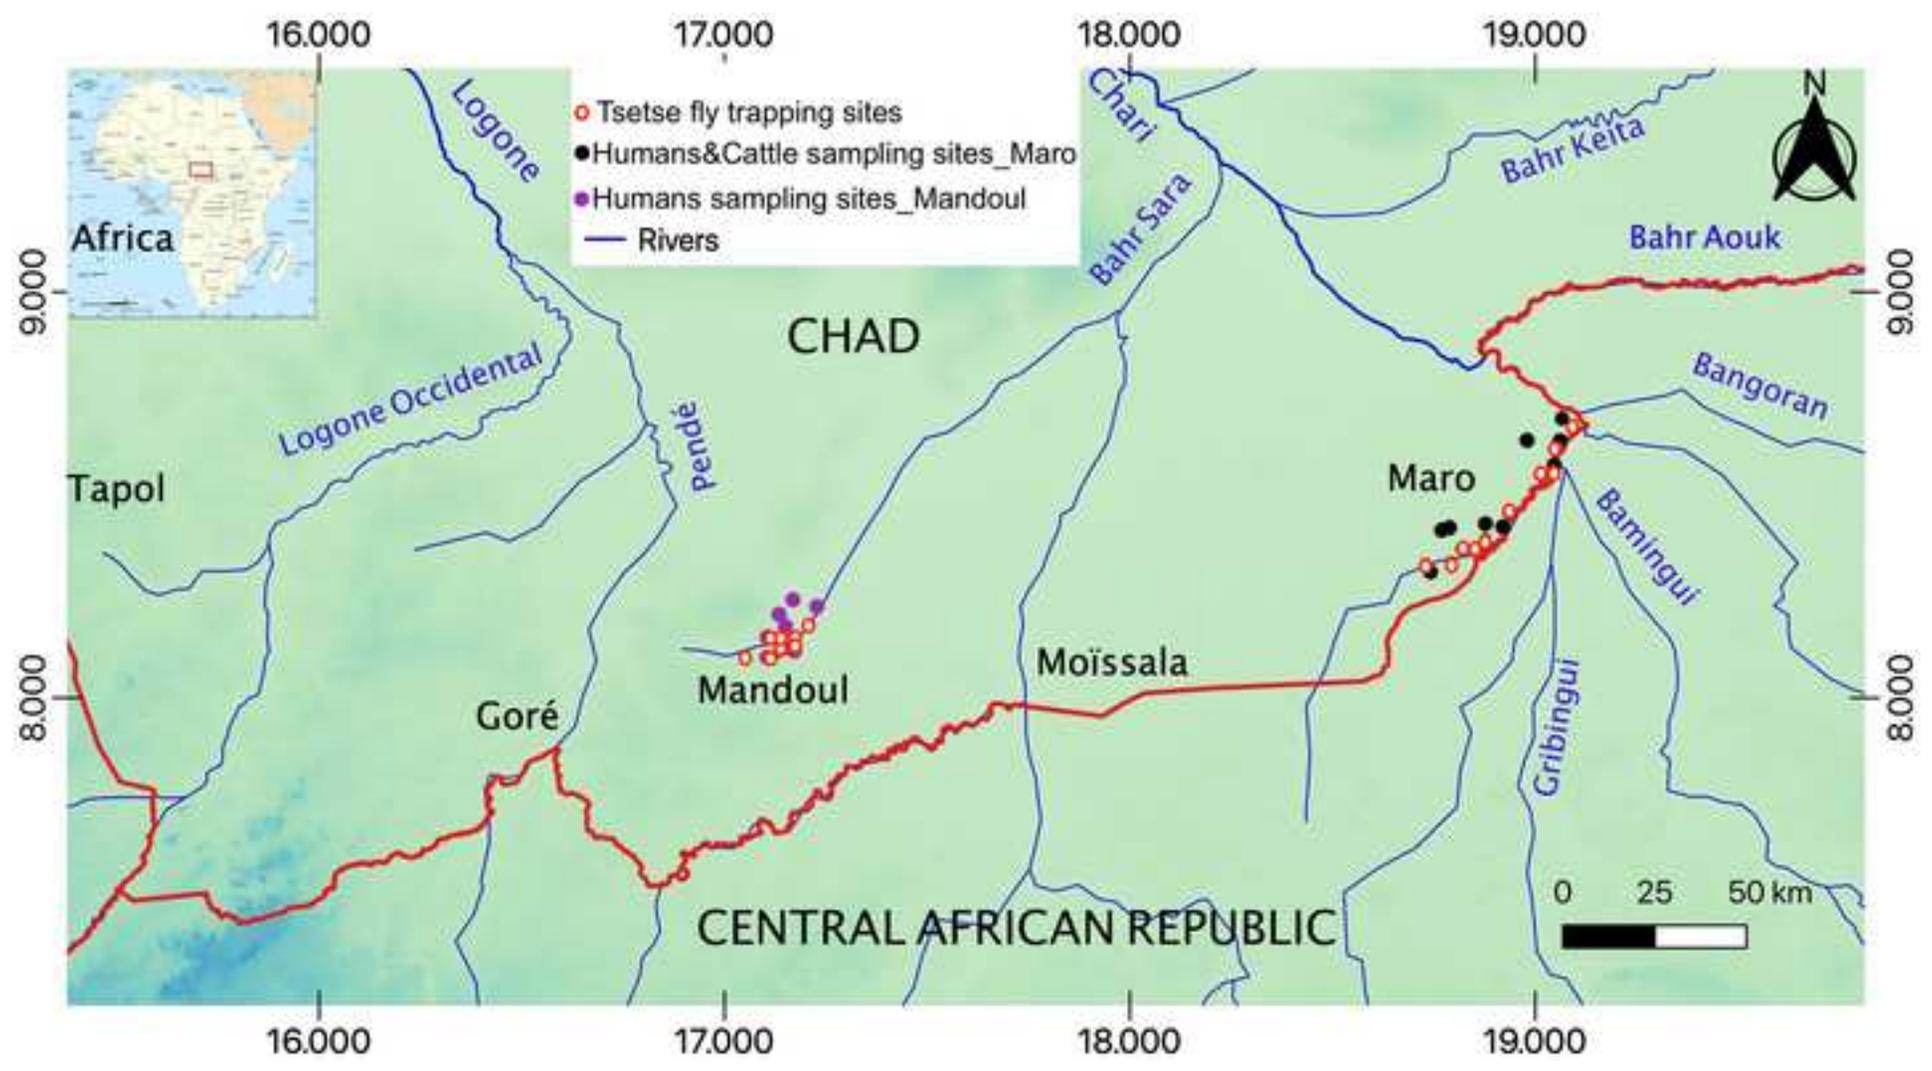 16.000 17.000 18.000 19.000
Logone
Tsetse fly trapping sites
Humans&Cattle sampling sites_Maro
Humans sampling sites_Mandoul
Rivers
Chari
Bahr Keita
N
Africa
Bahr Sara
Bahr Aouk
9.000
9.000
CHAD
Logone Occidental
Pendé
Bangoran
Tapol
Maro
Bamingui
Moïssala
Mandoul
Goré
8.000
8.000
Gribingui
0 25 50 km
CENTRAL AFRICAN REPUBLIC
16.000 17.000 18.000 19.000